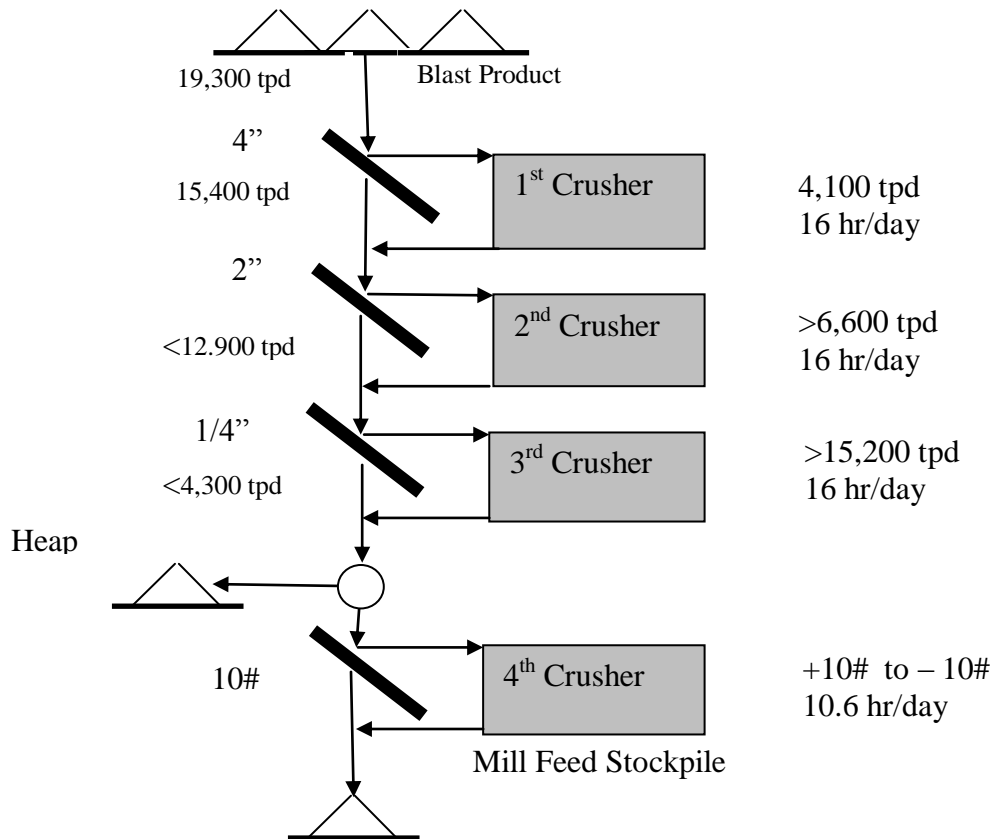 19,300 tpd
Blast Product
4”
15,400 tpd
1st Crusher
4,100 tpd
16 hr/day
2”
<12.900 tpd
2nd Crusher
>6,600 tpd
16 hr/day
1/4”
<4,300 tpd
3rd Crusher
>15,200 tpd
16 hr/day
Heap
10#
4th Crusher
+10# to – 10#
10.6 hr/day
Mill Feed Stockpile